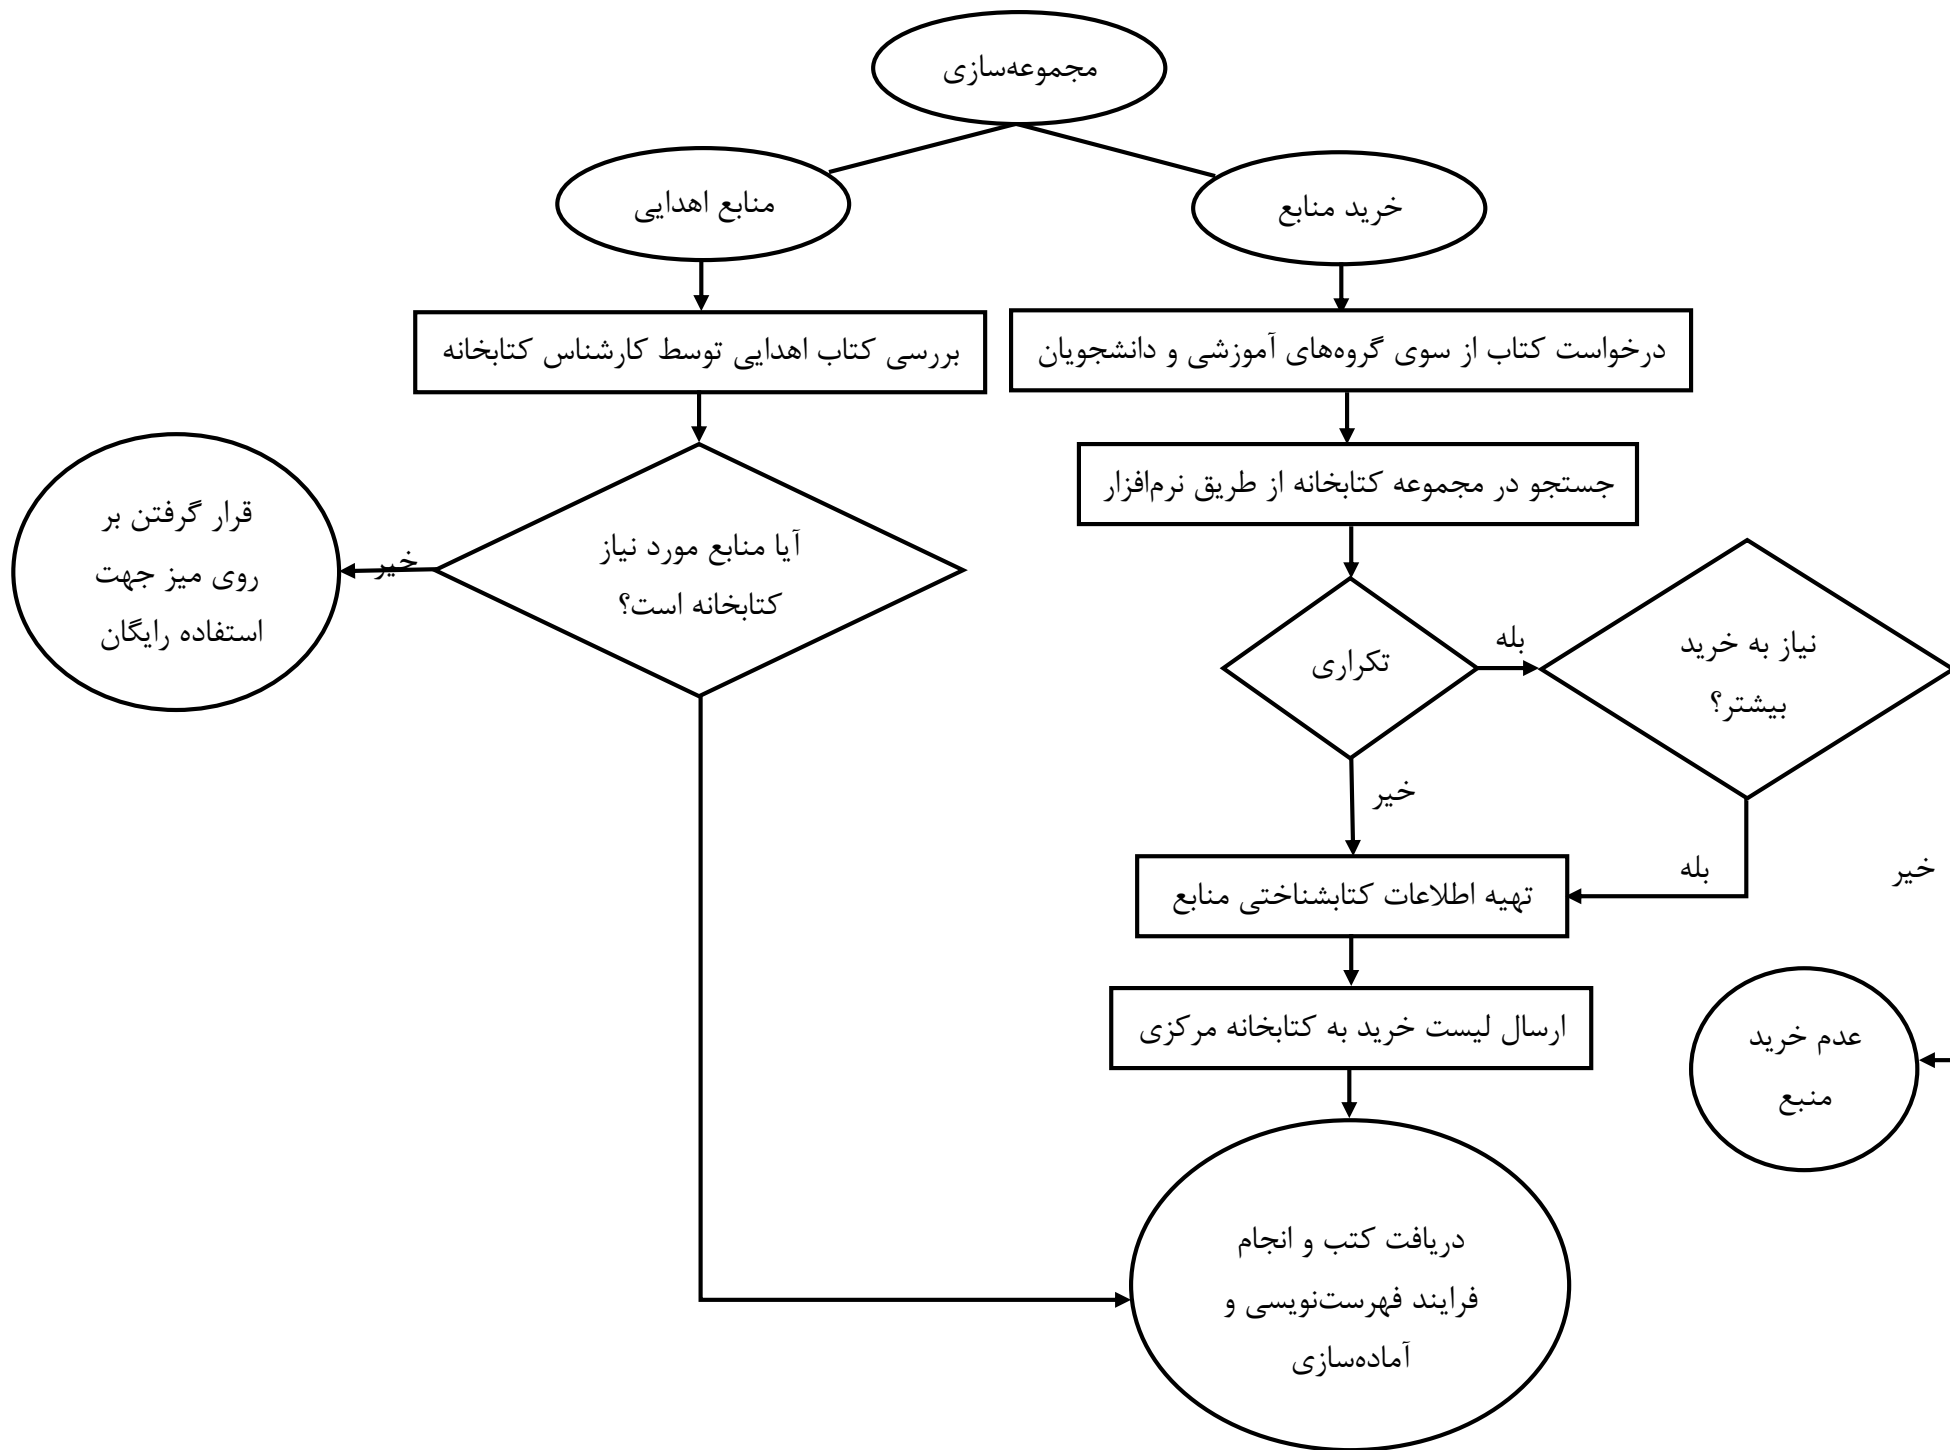 مجموعه‌سازی
خرید منابع
منابع اهدایی
درخواست کتاب از سوی گروه‌های آموزشی و دانشجویان
بررسی کتاب اهدایی توسط کارشناس کتابخانه
جستجو در مجموعه کتابخانه از طریق نرم‌افزار
آیا منابع مورد نیاز
کتابخانه است؟
خیر
قرار گرفتن بر
روی میز جهت
استفاده رایگان
تکراری
بله
نیاز به خرید
بیشتر؟
خیر
بله
خیر
تهیه اطلاعات کتابشناختی منابع
ارسال لیست خرید به کتابخانه مرکزی
عدم خرید
منبع
دریافت کتب و انجام
فرایند فهرست‌نویسی و
آماده‌سازی